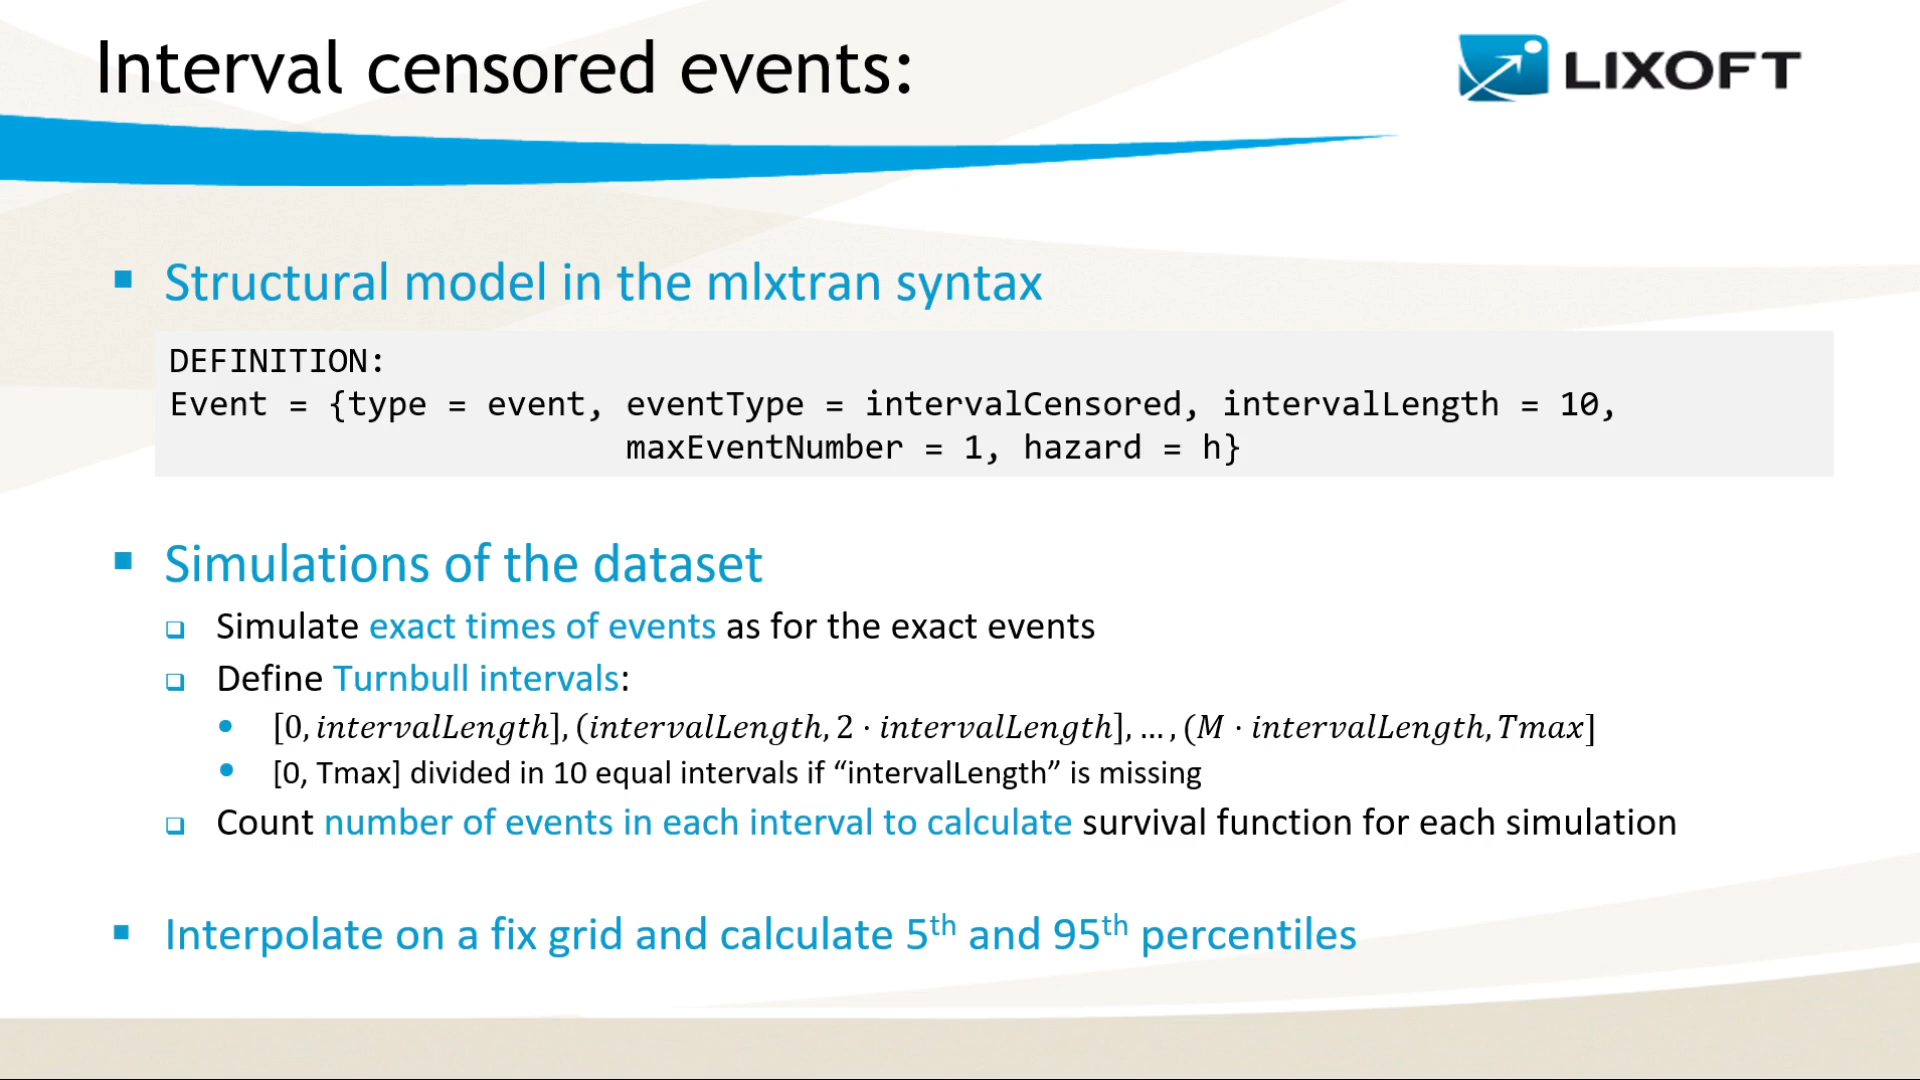 Interval censored events:
LIXOFT
Structural model in the mlxtran syntax
DEFINITION:
Event = {type = event, eventType = intervalCensored, intervalLength = 10,
maxEventNumber = 1, hazard = h}
Simulations of the dataset
Simulate exact times of events as for the exact events
Define Turnbull intervals:
[0, intervalLength], (intervalLength, 2 · intervalLength], … , (M · intervalLength, Tmax]
[0, Tmax] divided in 10 equal intervals if “intervalLength” is missing
Count number of events in each interval to calculate survival function for each simulation
Interpolate on a fix grid and calculate 5th and 95th percentiles